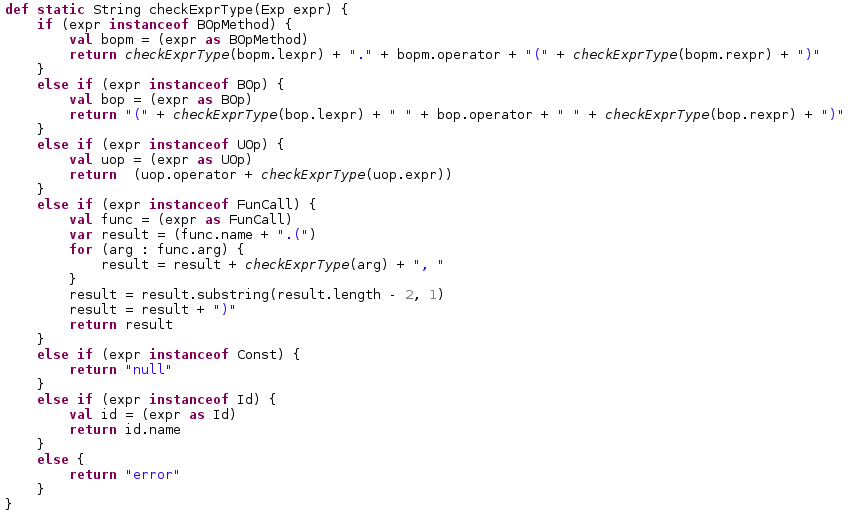 def static String checkExprType(Exp expr) {
    if (expr instanceof BOpMethod) {
        val bopm = (expr as BOpMethod)
        return checkExprType(bopm.lexpr) + "." + bopm.operator + "(" + checkExprType(bopm.rexpr) + ")"
    }
    else if (expr instanceof BOp) {
        val bop = (expr as BOp)
        return "(" + checkExprType(bop.lexpr) + " " + bop.operator + " " + checkExprType(bop.rexpr) + ")"
    }
    else if (expr instanceof UOp) {
        val uop = (expr as UOp)
        return  (uop.operator + checkExprType(uop.expr))
    }
    else if (expr instanceof FunCall) {
        val func = (expr as FunCall)
        var result = (func.name + ".(")
        for (arg : func.arg) {
            result = result + checkExprType(arg) + ", "
        }
        result = result.substring(result.length - 2, 1)
        result = result + ")"
        return result
    }
    else if (expr instanceof Const) {
        return "null"
    }
    else if (expr instanceof Id) {
        val id = (expr as Id)
        return id.name
    }
    else {
        return "error"
    }
}